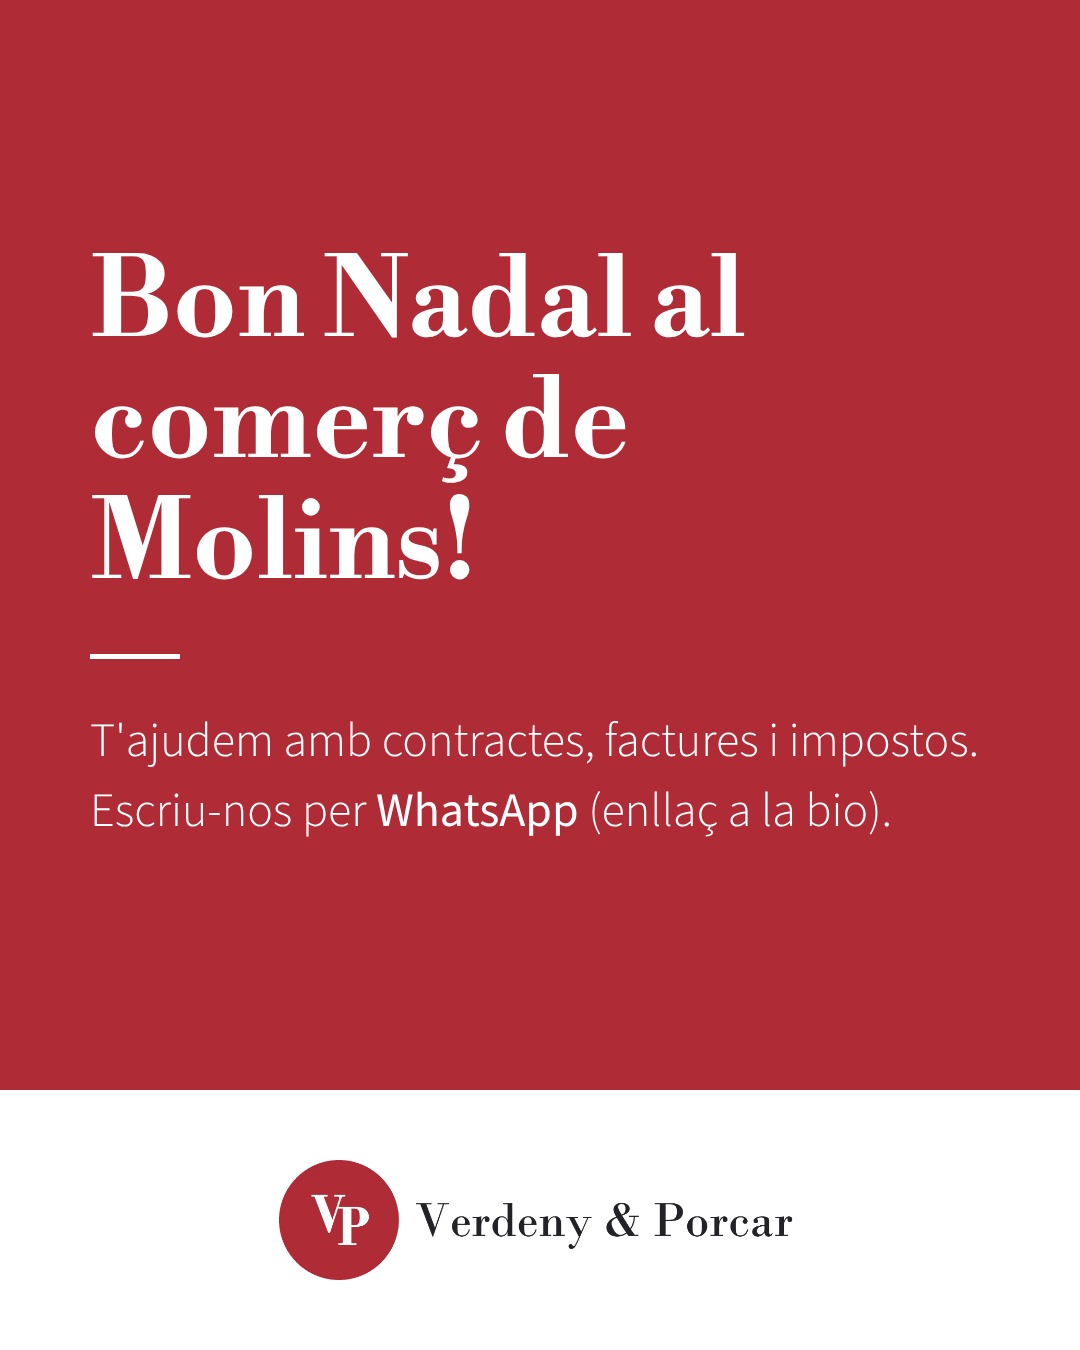 Bon Nadal al
comerç de
Molins!
T'ajudem amb contractes, factures i impostos.
Escriu-nos per WhatsApp (enllaç a la bio).
VP
Verdeny & Porcar